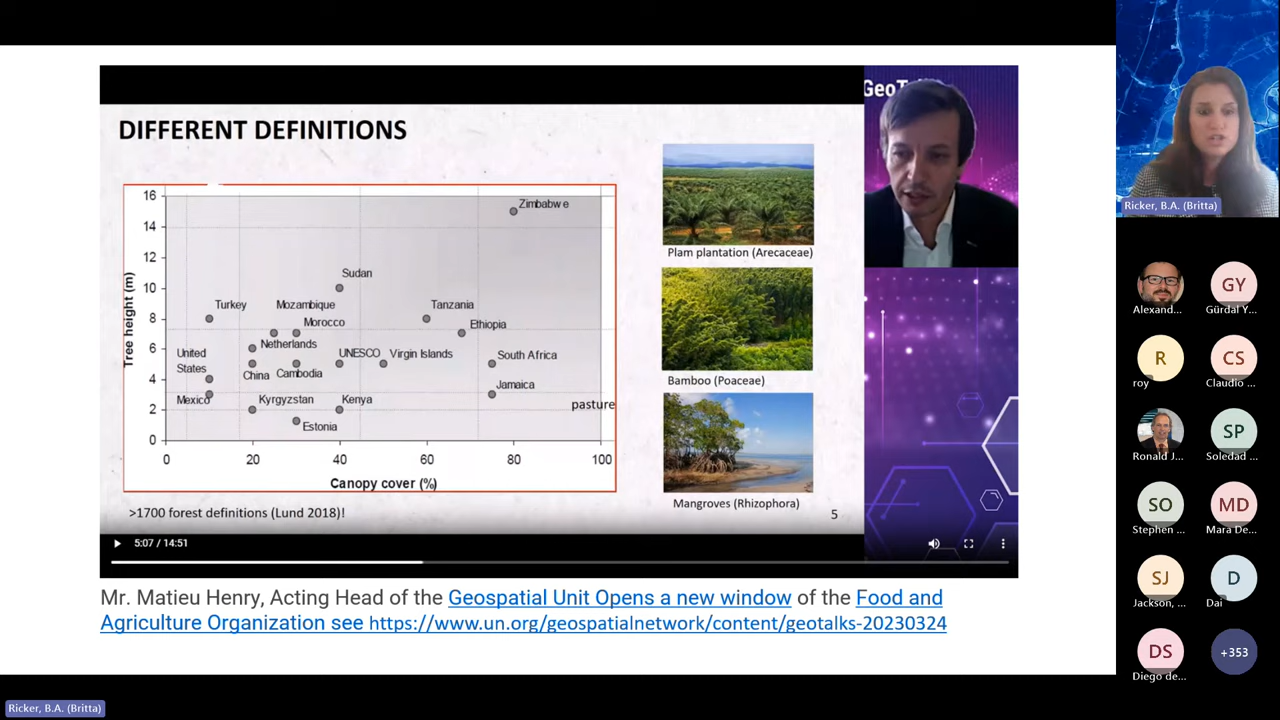 DIFFERENT DEFINITIONS
16
14
12
10
8
6
4
2
0
Tree height (m)
Zimbabwe
Sudan
Turkey
Mozambique
Tanzania
Morocco
Ethiopia
Netherlands
United
States
UNESCO
Virgin Islands
South Africa
China
Cambodia
Jamaica
Mexico
Kyrgyzstan
Kenya
pasture
Estonia
0 20 40 60 80 100
Canopy cover (%)
>1700 forest definitions (Lund 2018)!
Plam plantation (Arecaceae)
Bamboo (Poaceae)
Mangroves (Rhizophora)
5
5:07 / 14:51
Mr. Matieu Henry, Acting Head of the Geospatial Unit Opens a new window of the Food and
Agriculture Organization see https://www.un.org/geospatialnetwork/content/geotalks-20230324
Ricker, B.A. (Britta)
Alexand...
GY
Gürdal Y...
R
roy
CS
Claudio ...
Ronald J...
SP
Soledad ...
SO
Stephen ...
MD
Mara De...
SJ
Jackson, ...
D
Dai
DS
Diego de...
+353
Ricker, B.A. (Britta)